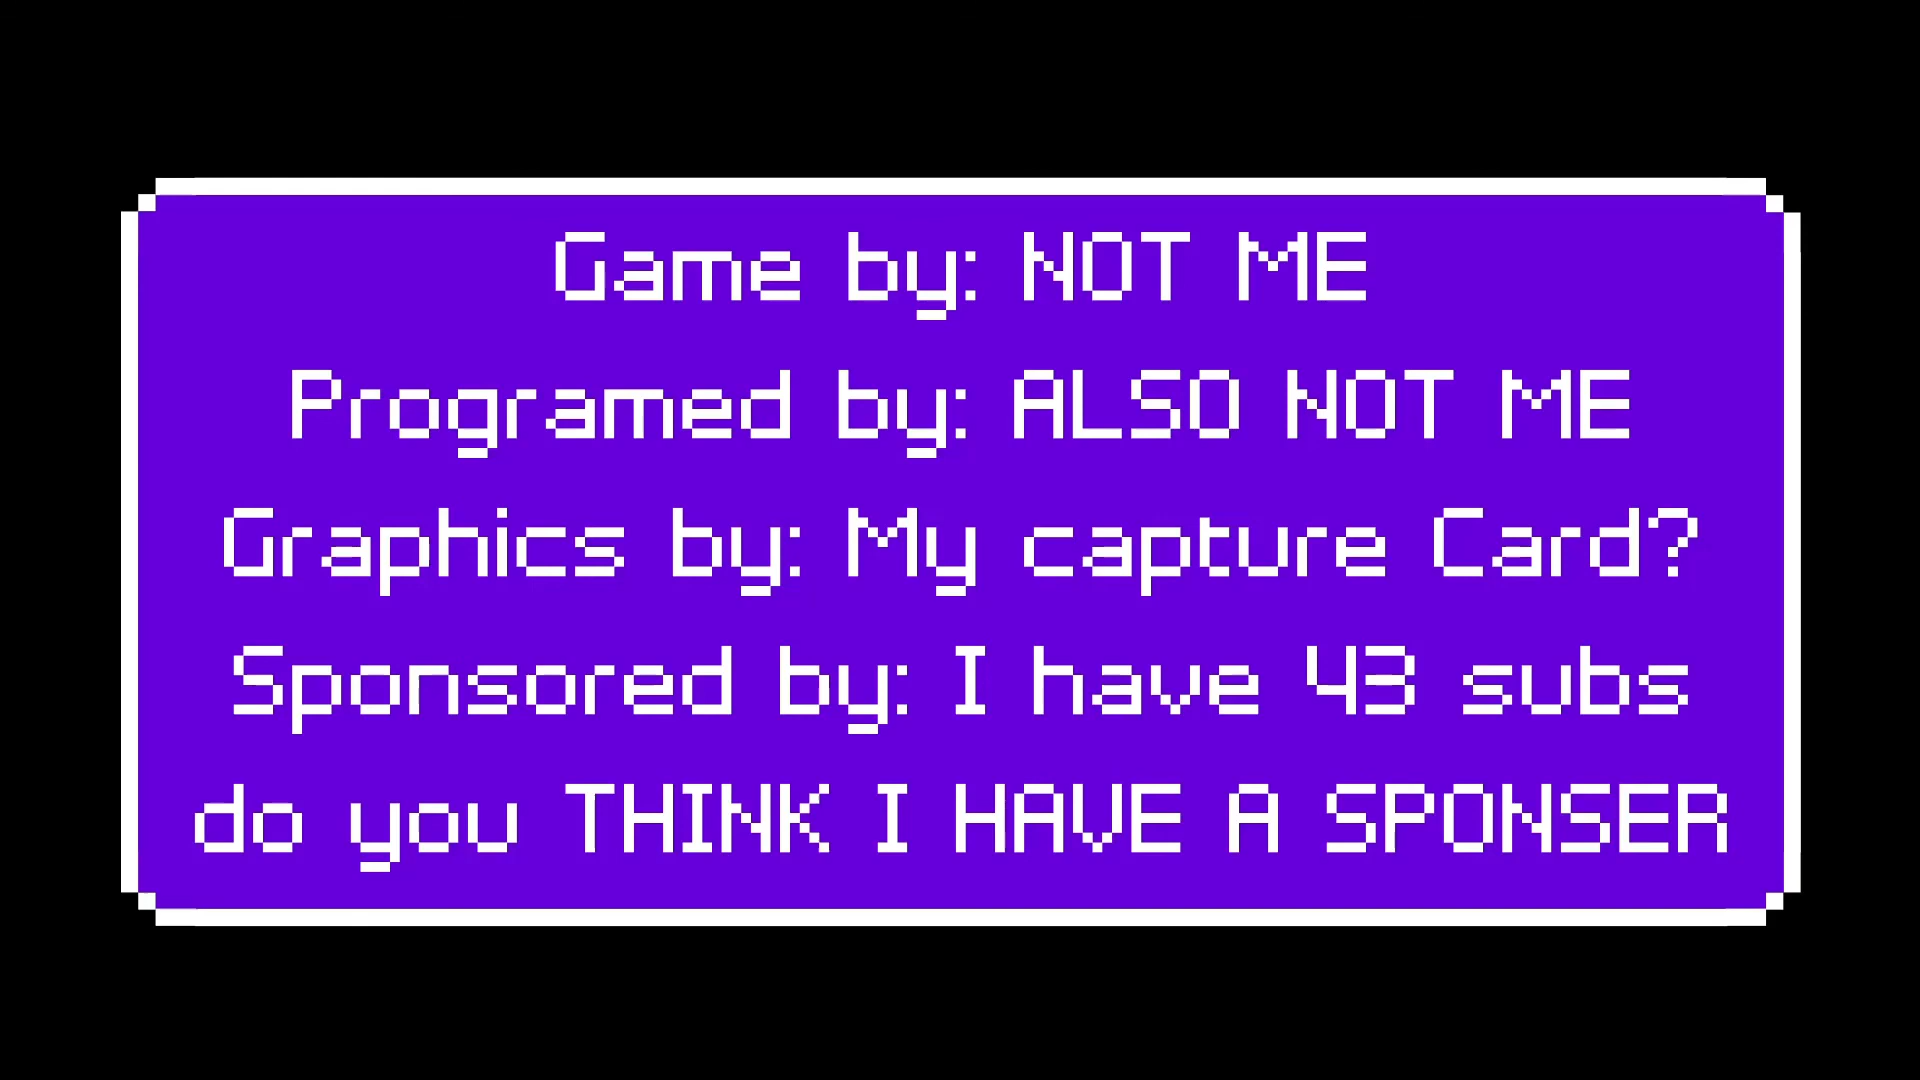 Game by: NOT ME
Programed by: ALSO NOT ME
Graphics by: My capture Card?
Sponsored by: I have 43 subs
do you THINK I HAVE A SPONSER